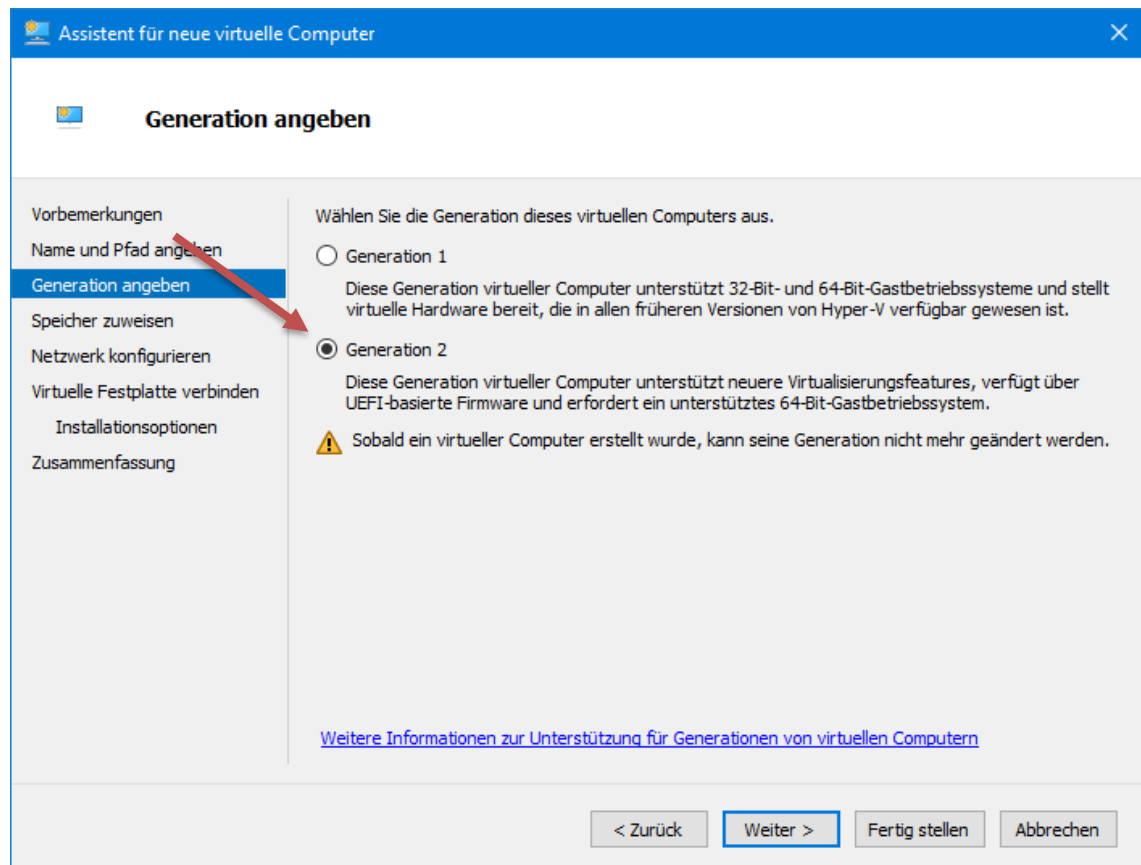 Assistent für neue virtuelle Computer
Generation angeben
Vorbemerkungen
Name und Pfad angeben
Generation angeben
Speicher zuweisen
Netzwerk konfigurieren
Virtuelle Festplatte verbinden
Installationsoptionen
Zusammenfassung
Wählen Sie die Generation dieses virtuellen Computers aus.
Generation 1
Diese Generation virtueller Computer unterstützt 32-Bit- und 64-Bit-Gastbetriebssysteme und stellt
virtuelle Hardware bereit, die in allen früheren Versionen von Hyper-V verfügbar gewesen ist.
Generation 2
Diese Generation virtueller Computer unterstützt neuere Virtualisierungsfeatures, verfügt über
UEFI-basierte Firmware und erfordert ein unterstütztes 64-Bit-Gastbetriebssystem.
Sobald ein virtueller Computer erstellt wurde, kann seine Generation nicht mehr geändert werden.
Weitere Informationen zur Unterstützung für Generationen von virtuellen Computern
< Zurück
Weiter >
Fertig stellen
Abbrechen